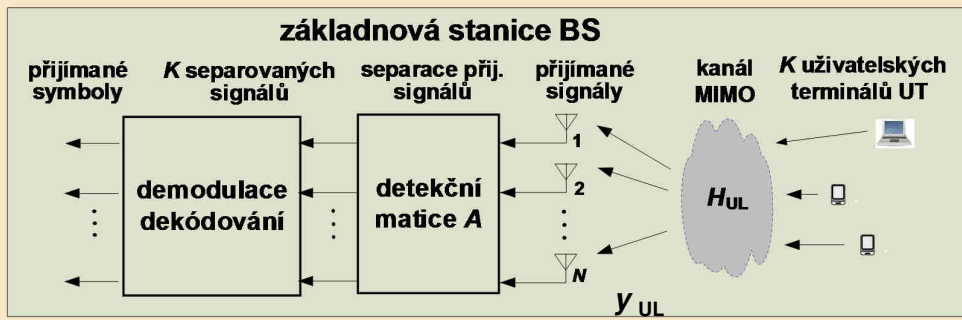 základnová stanice BS
přijímané
symboly
K separovaných
signálů
separace přij.
signálů
přijímané
signály
kanál
MIMO
K uživatelských
terminálů UT
demodulace
dekódování
detekční
matice A
1
2
N
HUL
y UL